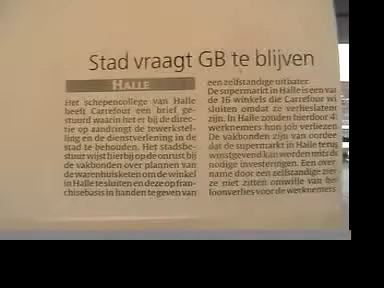 Stad vraagt GB te blijven
HALLE
Het schepencollege van Halle
heeft Carrefour een brief ge-
stuurd waarin het er bij de direc-
tie op aandringt de tewerkstel-
ling en de dienstverlening in de
stad te behouden. Het stadsbe-
stuur wijst hierbij op de onrust bij
de vakbonden over plannen van
de warenhuisketen om de winkel
in Halle te sluiten en deze op fran-
chisebasis in handen te geven van
een zelfstandige uitbater.
De supermarkt in Halle is een van
de 16 winkels die Carrefour wi
sluiten omdat ze verlieslatend
zijn. In Halle zouden hierdoor
werknemers hun job verliezen
De vakbonden zijn van oordee
dat de supermarkt in Halle terug
winstgevend kan worden mits de
nodige investeringen. Een over
name door een zelfstandige zien
ze niet zitten omwille van het
loonverlies voor de werknemers